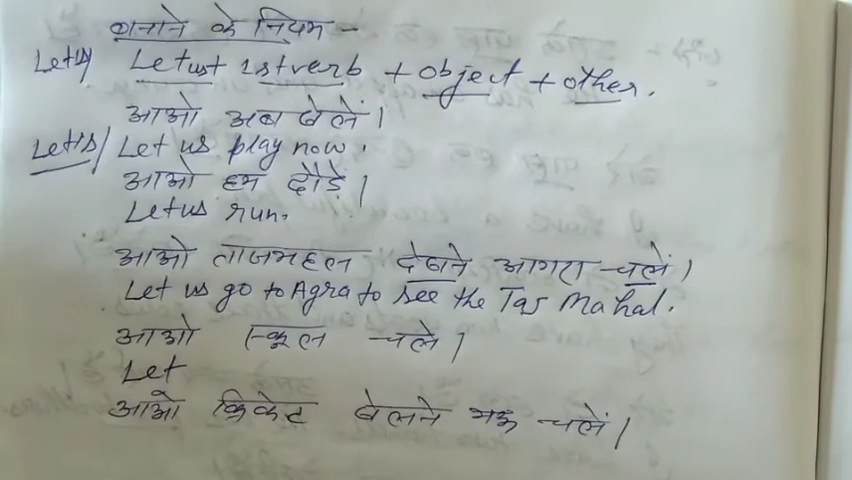 बनाने के नियम -
Let us/ Let us + 1st verb + object + other.
आओ अब खेलें।
Let us/ Let us play now.
आओ हम दौड़े।
Let us run.
आओ ताजमहल देखने आगरा चलें।
Let us go to Agra to see the Taj Mahal.
आओ स्कूल चले।
Let
आओ क्रिकेट खेलने चलें।